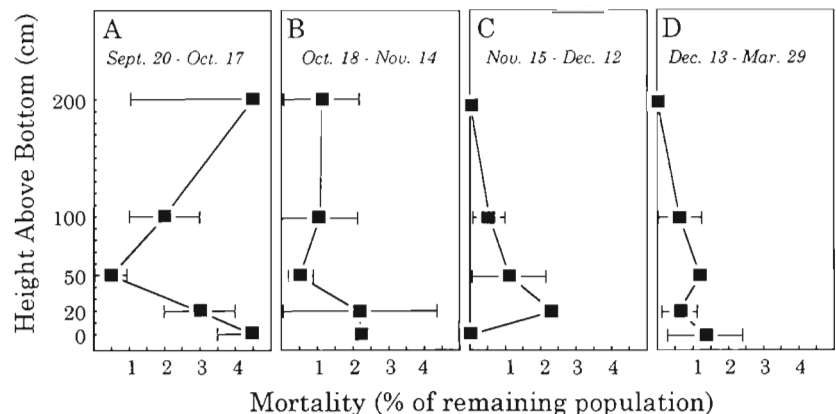 A
Sept. 20 - Oct. 17
B
Oct. 18 - Nov. 14
C
Nov. 15 - Dec. 12
D
Dec. 13 - Mar. 29
Height Above Bottom (cm)
200
100
50
20
0
1 2 3 4 1 2 3 4 1 2 3 4 1 2 3 4
Mortality (% of remaining population)